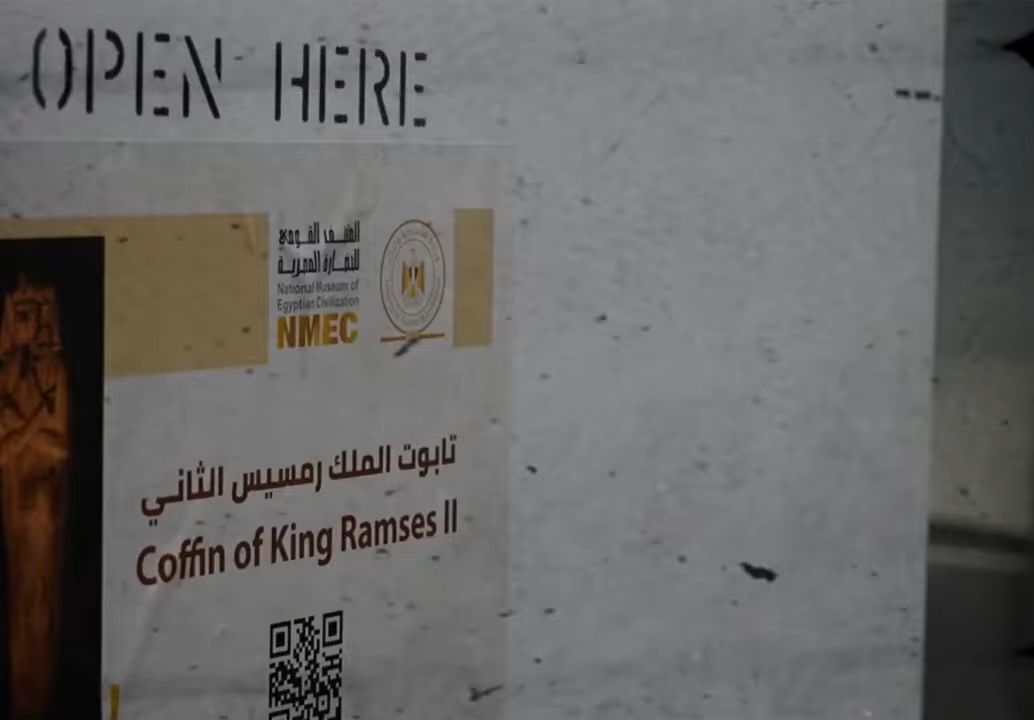 OPEN HERE
المتحف القومي
للحضارة المصرية
National Museum of
Egyptian Civilization
NMEC
تابوت الملك رمسيس الثاني
Coffin of King Ramses II